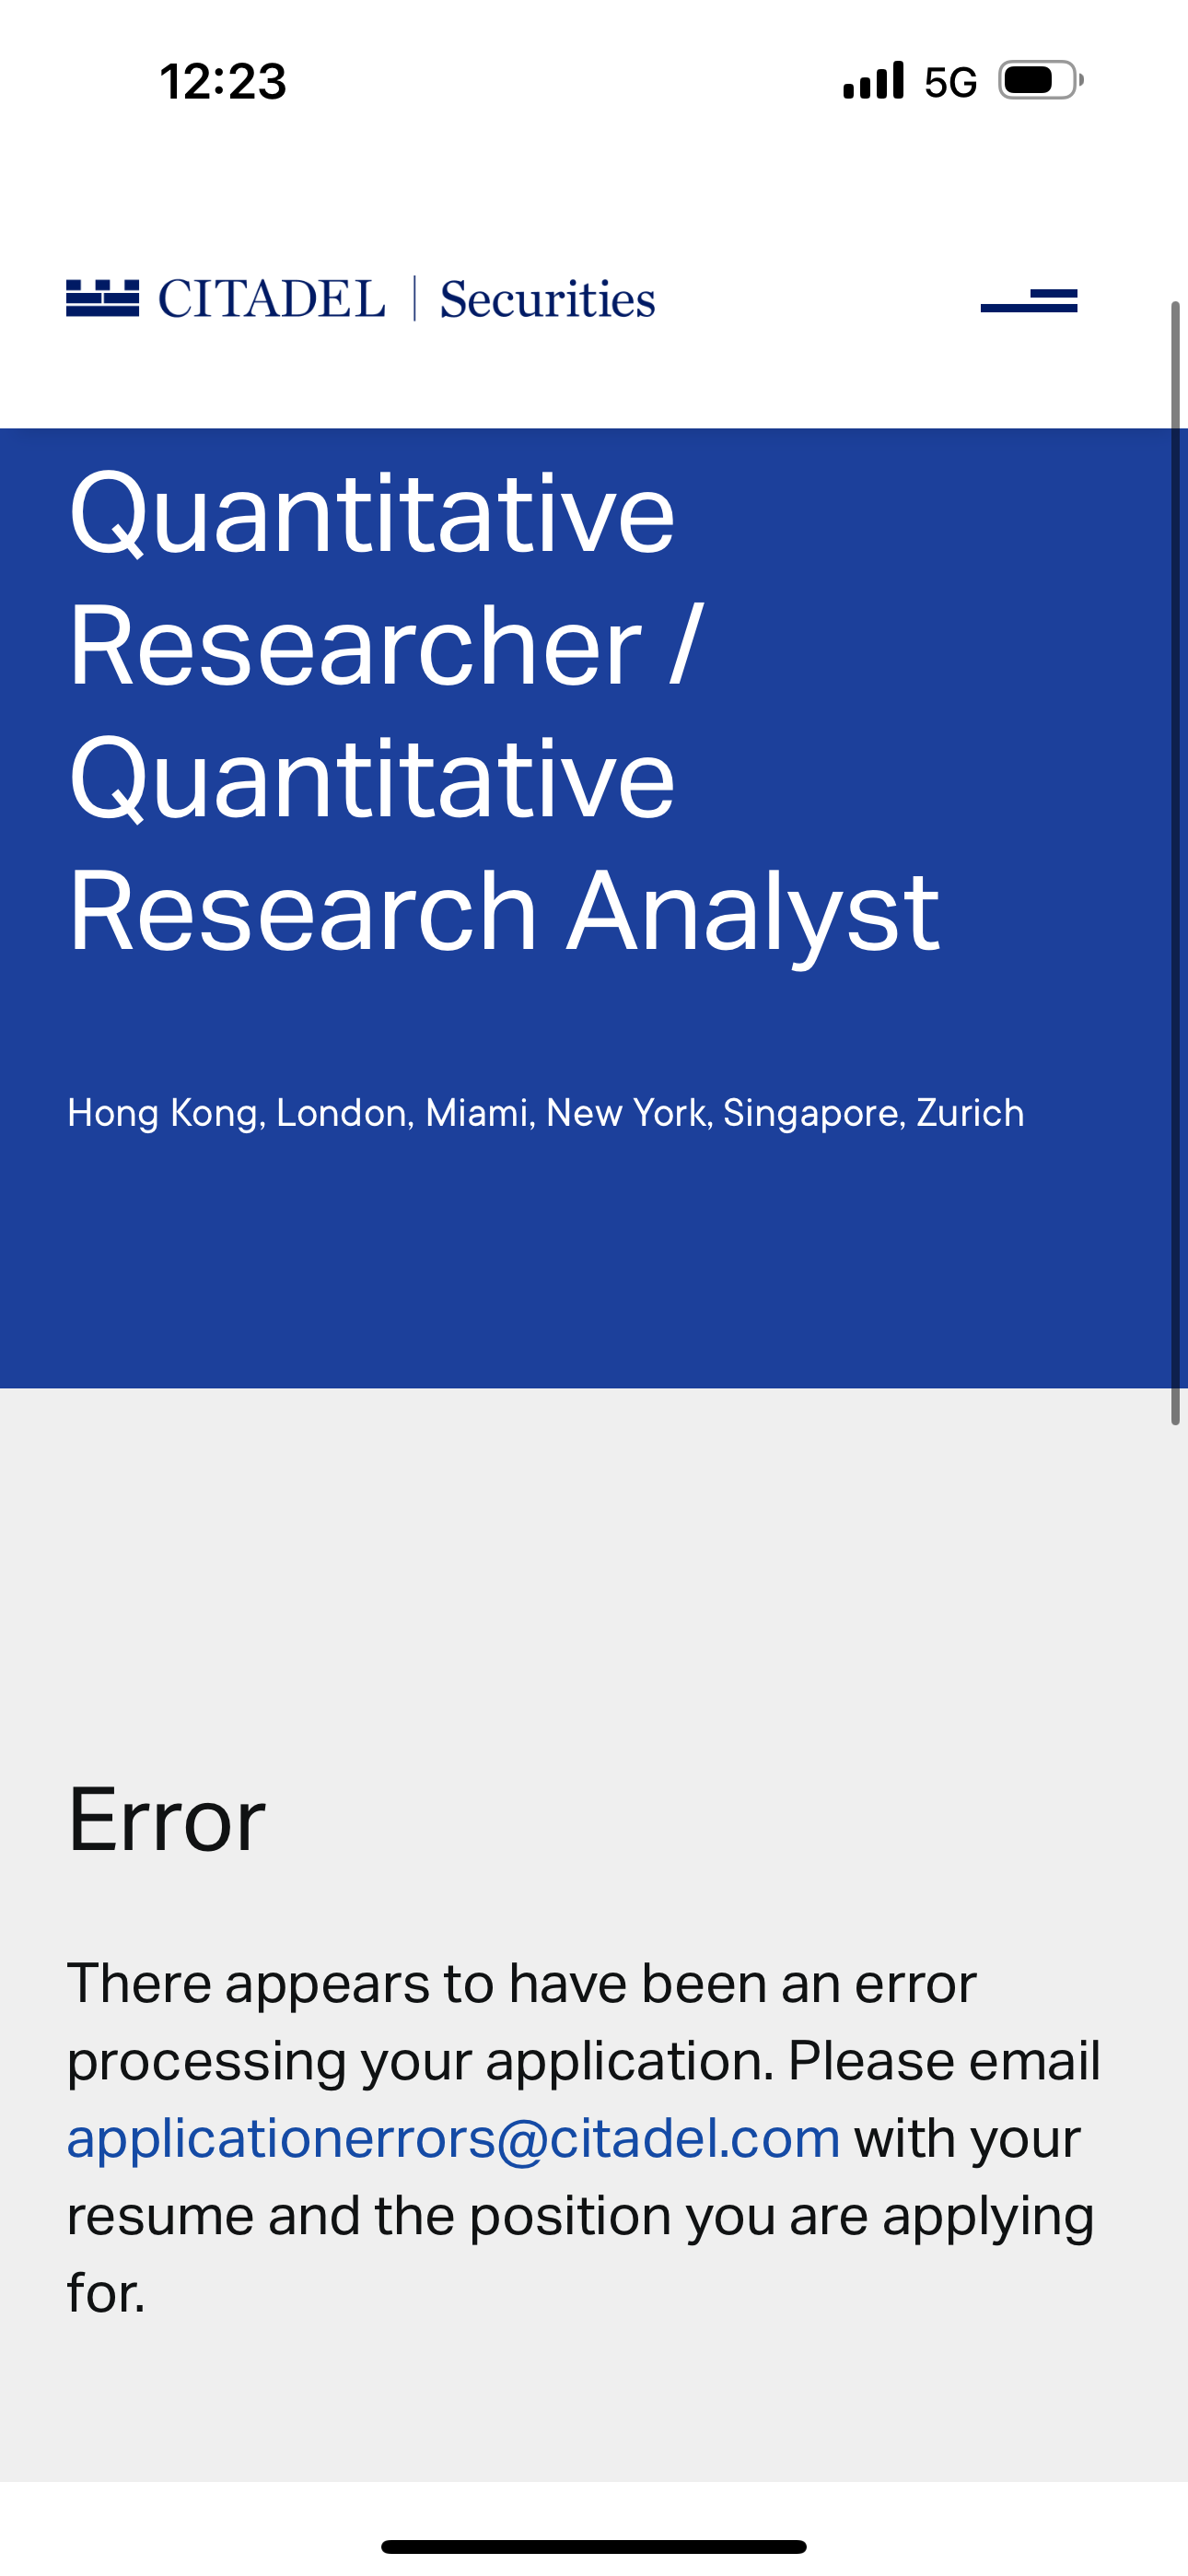 12:23 5G
CITADEL | Securities
Quantitative
Researcher /
Quantitative
Research Analyst
Hong Kong, London, Miami, New York, Singapore, Zurich
Error
There appears to have been an error
processing your application. Please email
applicationerrors@citadel.com with your
resume and the position you are applying
for.